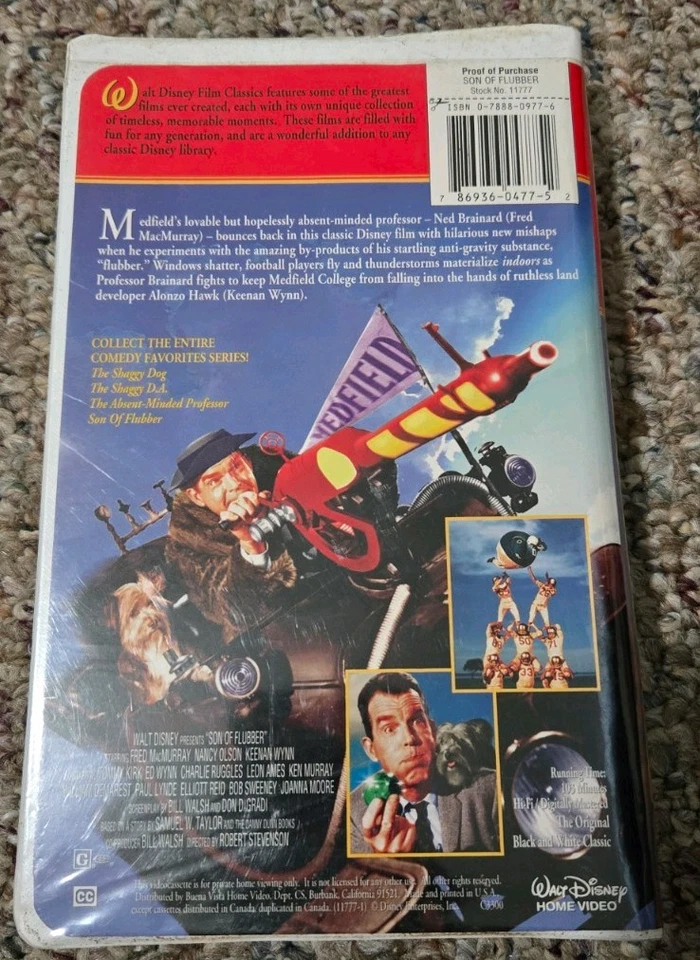 Walt Disney Film Classics features some of the greatest
films ever created, each with its own unique collection
of timeless, memorable moments. These films are filled with
fun for any generation, and are a wonderful addition to any
classic Disney library.
Proof of Purchase
SON OF FLUBBER
Stock No. 11777
ISBN 0-7888-0977-6
7 86936-0477-5 2
Medfield's lovable but hopelessly absent-minded professor – Ned Brainard (Fred
MacMurray) – bounces back in this classic Disney film with hilarious new mishaps
when he experiments with the amazing by-products of his startling anti-gravity substance,
"flubber." Windows shatter, football players fly and thunderstorms materialize indoors as
Professor Brainard fights to keep Medfield College from falling into the hands of ruthless land
developer Alonzo Hawk (Keenan Wynn).
COLLECT THE ENTIRE
COMEDY FAVORITES SERIES!
The Shaggy Dog
The Shaggy D.A.
The Absent-Minded Professor
Son Of Flubber
MEDFIELD
50 71
33
WALT DISNEY PRESENTS "SON OF FLUBBER"
STARRING FRED MacMURRAY NANCY OLSON KEENAN WYNN
TOMMY KIRK ED WYNN CHARLIE RUGGLES LEON AMES KEN MURRAY
WILLIAM DEMAREST PAUL LYNDE ELLIOTT REID BOB SWEENEY JOANNA MOORE
SCREENPLAY BY BILL WALSH AND DON DaGRADI
BASED ON A STORY BY SAMUEL W. TAYLOR AND THE DANNY DUNN BOOKS
CO-PRODUCER BILL WALSH DIRECTED BY ROBERT STEVENSON
G
CC
Running Time:
103 Minutes
Hi-Fi / Digitally Mastered
The Original
Black and White Classic
This videocassette is for private home viewing only. It is not licensed for any other use. All other rights reserved.
Distributed by Buena Vista Home Video, Dept. CS, Burbank, California 91521. Made and printed in U.S.A.,
except cassettes distributed in Canada/duplicated in Canada. (11777-1) © Disney Enterprises, Inc. C3300
WALT DISNEY
HOME VIDEO